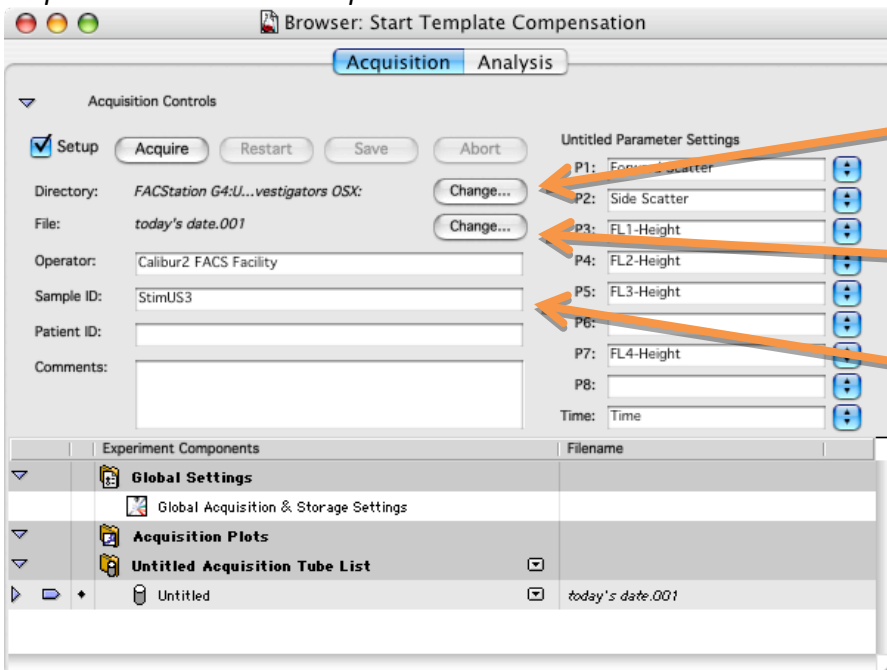 Browser: Start Template Compensation
Acquisition Analysis
Acquisition Controls
Setup Acquire Restart Save Abort
Directory: FACStation G4:U...vestigators OSX: Change...
File: today's date.001 Change...
Operator: Calibur2 FACS Facility
Sample ID: StimUS3
Patient ID:
Comments:
Untitled Parameter Settings
P1: Forward Scatter
P2: Side Scatter
P3: FL1-Height
P4: FL2-Height
P5: FL3-Height
P6:
P7: FL4-Height
P8:
Time: Time
Experiment Components Filename
Global Settings
Global Acquisition & Storage Settings
Acquisition Plots
Untitled Acquisition Tube List
Untitled today's date.001